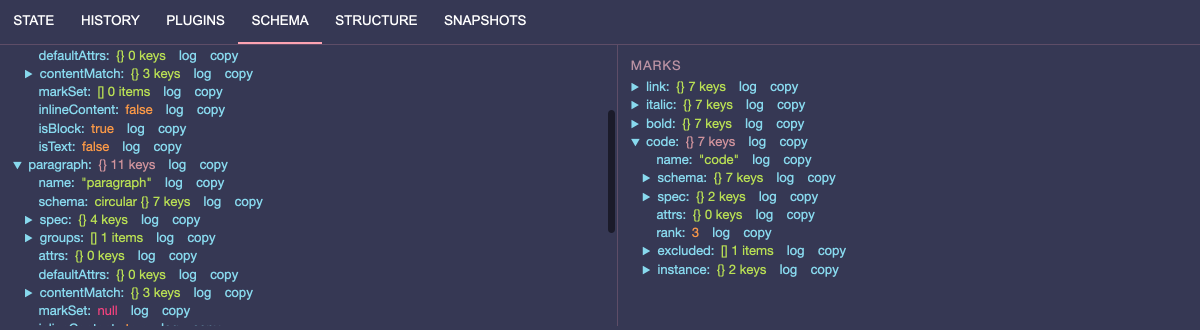 STATE HISTORY PLUGINS SCHEMA STRUCTURE SNAPSHOTS
defaultAttrs: {} 0 keys log copy
▶ contentMatch: {} 3 keys log copy
markSet: [] 0 items log copy
inlineContent: false log copy
isBlock: true log copy
isText: false log copy
▼ paragraph: {} 11 keys log copy
name: "paragraph" log copy
schema: circular {} 7 keys log copy
▶ spec: {} 4 keys log copy
▶ groups: [] 1 items log copy
attrs: {} 0 keys log copy
defaultAttrs: {} 0 keys log copy
▶ contentMatch: {} 3 keys log copy
markSet: null log copy
MARKS
▶ link: {} 7 keys log copy
▶ italic: {} 7 keys log copy
▶ bold: {} 7 keys log copy
▼ code: {} 7 keys log copy
name: "code" log copy
▶ schema: {} 7 keys log copy
▶ spec: {} 2 keys log copy
attrs: {} 0 keys log copy
rank: 3 log copy
▶ excluded: [] 1 items log copy
▶ instance: {} 2 keys log copy